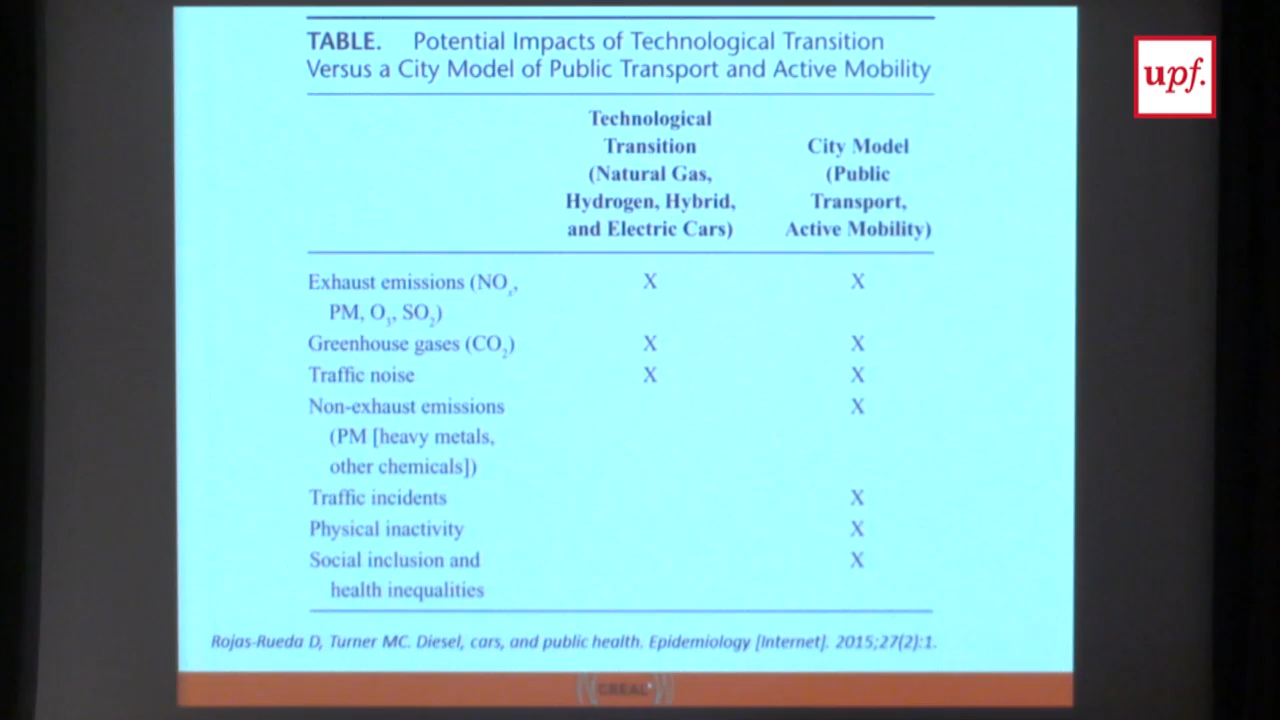 TABLE. Potential Impacts of Technological Transition
Versus a City Model of Public Transport and Active Mobility
Technological
Transition
(Natural Gas,
Hydrogen, Hybrid,
and Electric Cars)
City Model
(Public
Transport,
Active Mobility)
Exhaust emissions (NOx, X X
PM, O3, SO2)
Greenhouse gases (CO2) X X
Traffic noise X X
Non-exhaust emissions X
(PM [heavy metals,
other chemicals])
Traffic incidents X
Physical inactivity X
Social inclusion and X
health inequalities
Rojas-Rueda D, Turner MC. Diesel, cars, and public health. Epidemiology [Internet]. 2015;27(2):1.
CREAL
upf.